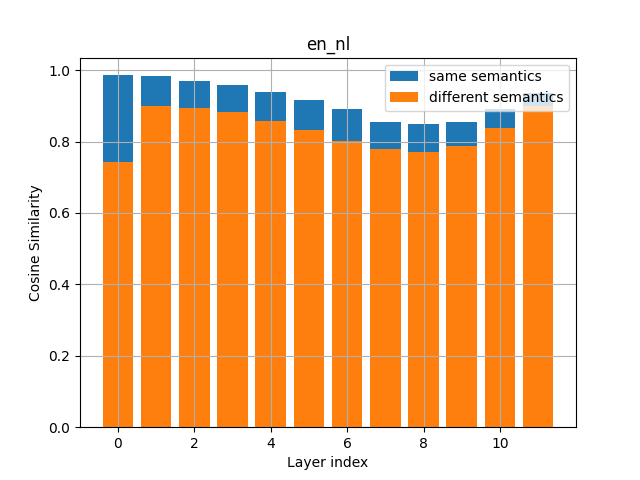 en_nl
same semantics
different semantics
Cosine Similarity
1.0
0.8
0.6
0.4
0.2
0.0
0 2 4 6 8 10
Layer index